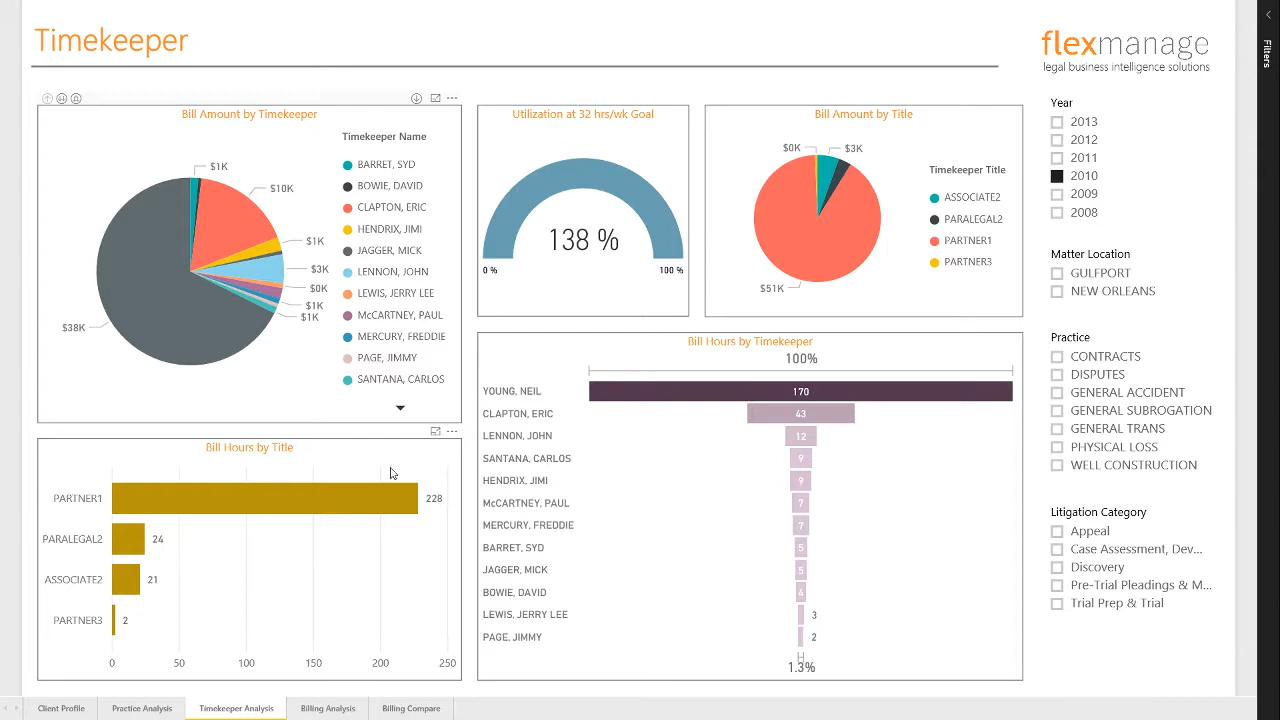 Timekeeper
flexmanage
legal business intelligence solutions
Filters
Bill Amount by Timekeeper
$1K
$10K
$1K
$3K
$0K
$1K
$1K
$38K
Timekeeper Name
BARRET, SYD
BOWIE, DAVID
CLAPTON, ERIC
HENDRIX, JIMI
JAGGER, MICK
LENNON, JOHN
LEWIS, JERRY LEE
McCARTNEY, PAUL
MERCURY, FREDDIE
PAGE, JIMMY
SANTANA, CARLOS
Utilization at 32 hrs/wk Goal
138 %
0 %
100 %
Bill Amount by Title
$0K
$3K
$51K
Timekeeper Title
ASSOCIATE2
PARALEGAL2
PARTNER1
PARTNER3
Bill Hours by Title
PARTNER1 228
PARALEGAL2 24
ASSOCIATE2 21
PARTNER3 2
0 50 100 150 200 250
Bill Hours by Timekeeper
100%
YOUNG, NEIL 170
CLAPTON, ERIC 43
LENNON, JOHN 12
SANTANA, CARLOS 9
HENDRIX, JIMI 9
McCARTNEY, PAUL 7
MERCURY, FREDDIE 7
BARRET, SYD 5
JAGGER, MICK 5
BOWIE, DAVID 4
LEWIS, JERRY LEE 3
PAGE, JIMMY 2
1.3%
Year
2013
2012
2011
2010
2009
2008
Matter Location
GULFPORT
NEW ORLEANS
Practice
CONTRACTS
DISPUTES
GENERAL ACCIDENT
GENERAL SUBROGATION
GENERAL TRANS
PHYSICAL LOSS
WELL CONSTRUCTION
Litigation Category
Appeal
Case Assessment, Dev...
Discovery
Pre-Trial Pleadings & M...
Trial Prep & Trial
Client Profile
Practice Analysis
Timekeeper Analysis
Billing Analysis
Billing Compare